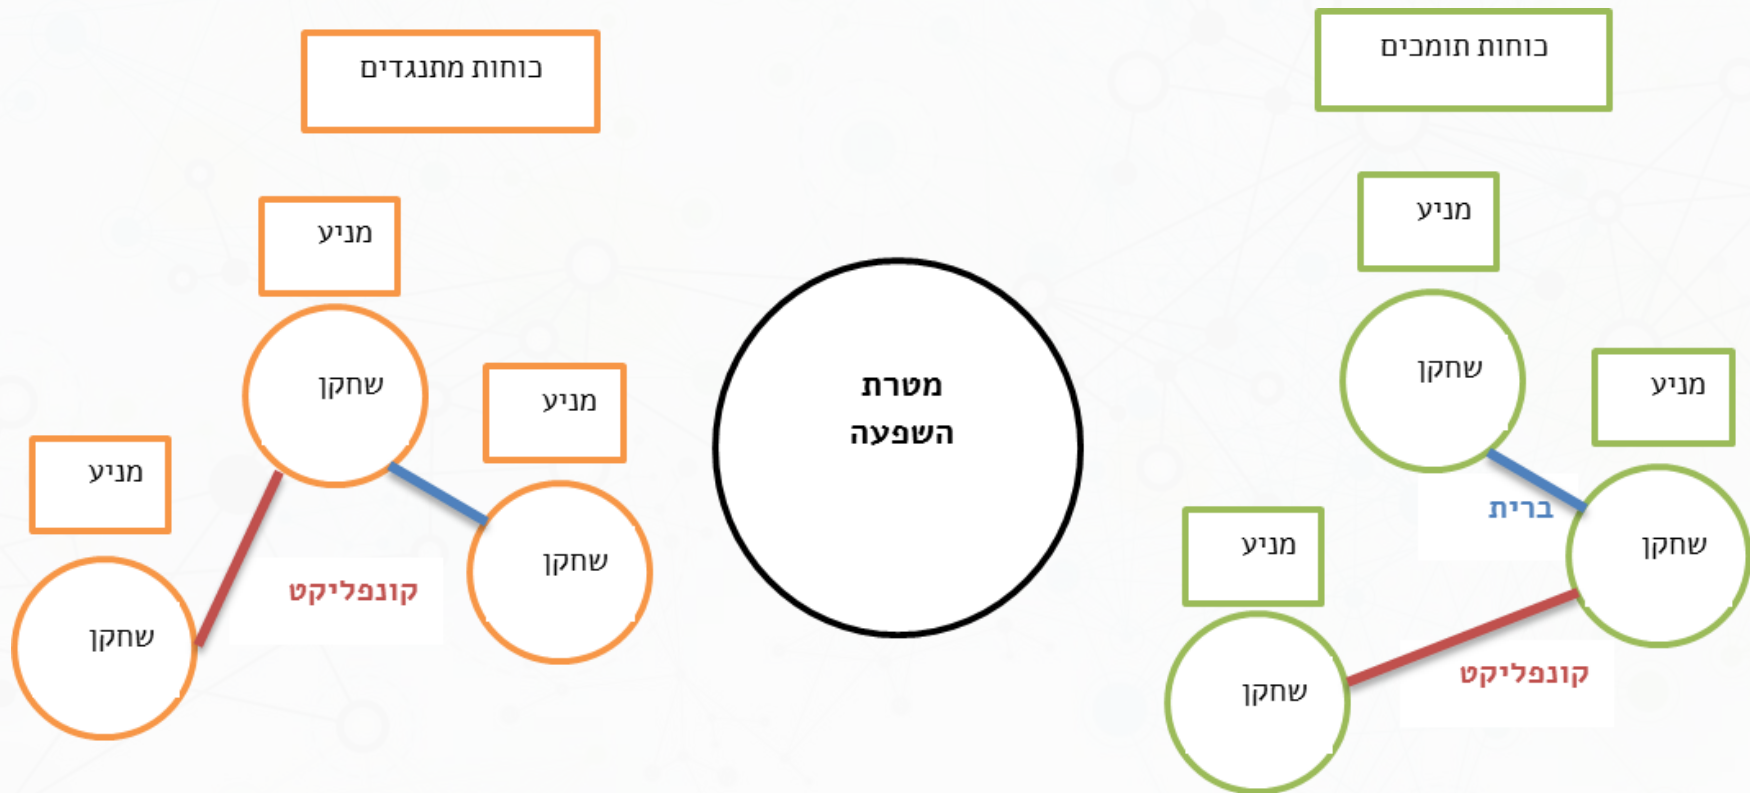 כוחות תומכים
כוחות מתנגדים
מניע
שחקן
מניע
שחקן
ברית
מניע
שחקן
קונפליקט
מטרת
השפעה
מניע
שחקן
מניע
שחקן
מניע
שחקן
קונפליקט